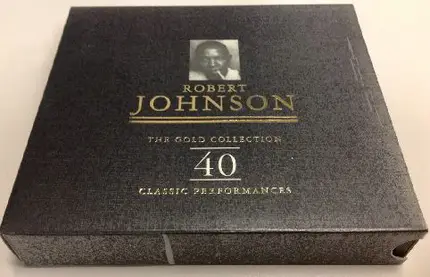 ROBERT
JOHNSON
THE GOLD COLLECTION
40
CLASSIC PERFORMANCES